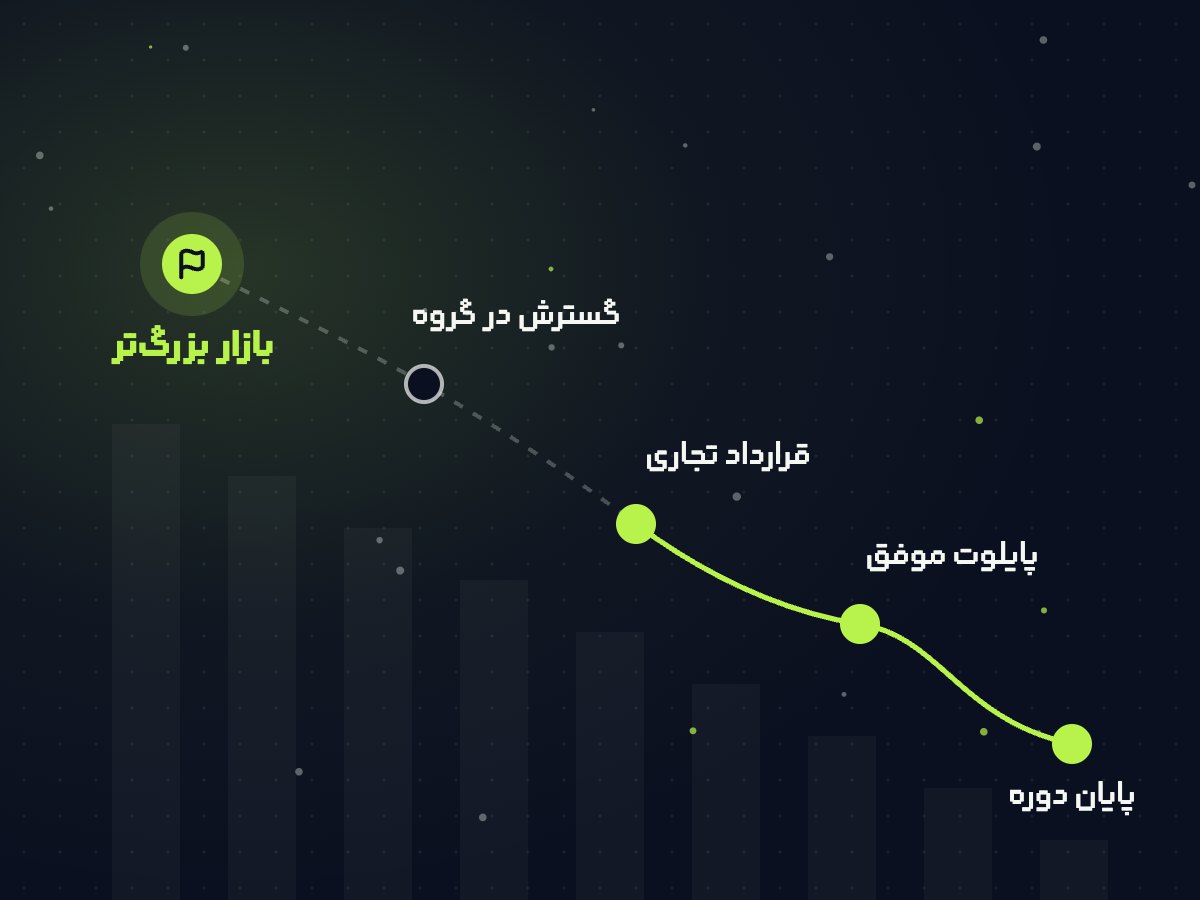 گسترش در گروه
بازار بزرگ‌تر
قرارداد تجاری
پایلوت موفق
پایان دوره